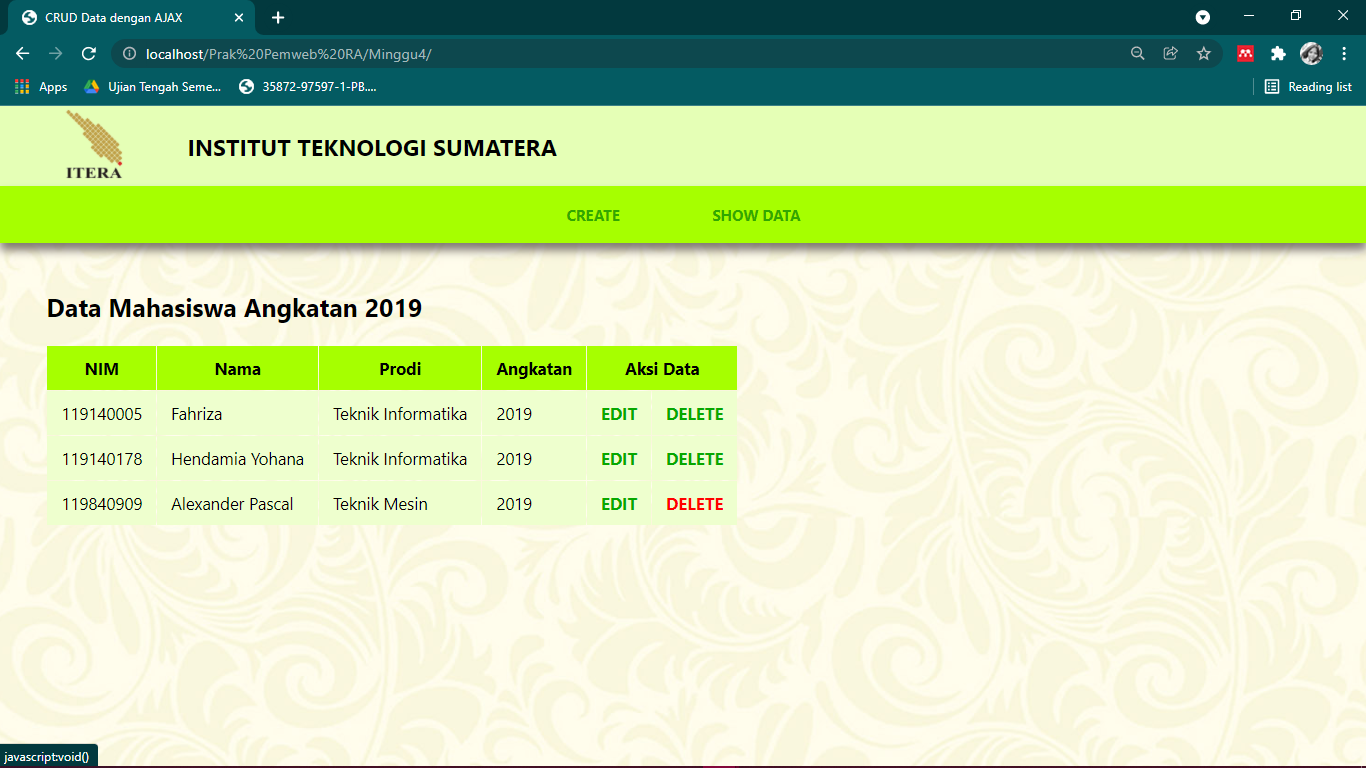 CRUD Data dengan AJAX
localhost/Prak%20Pemweb%20RA/Minggu4/
Apps Ujian Tengah Seme... 35872-97597-1-PB.... Reading list
ITERA
INSTITUT TEKNOLOGI SUMATERA
CREATE SHOW DATA
Data Mahasiswa Angkatan 2019
NIM Nama Prodi Angkatan Aksi Data
119140005 Fahriza Teknik Informatika 2019 EDIT DELETE
119140178 Hendamia Yohana Teknik Informatika 2019 EDIT DELETE
119840909 Alexander Pascal Teknik Mesin 2019 EDIT DELETE
javascript:void()